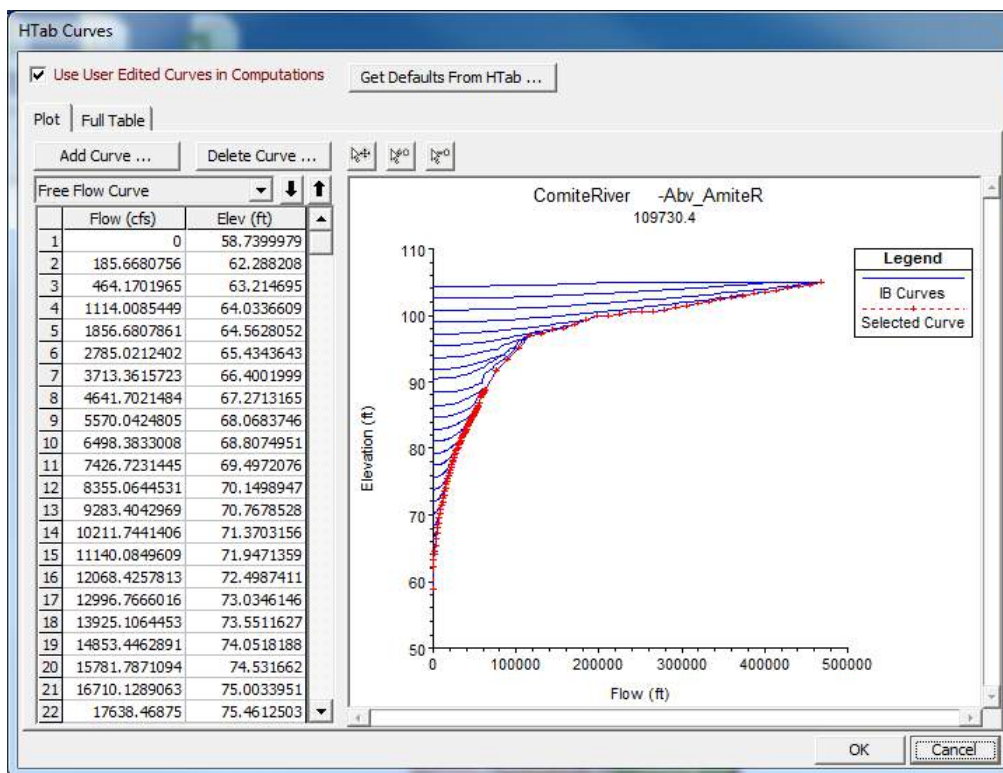 HTab Curves
Use User Edited Curves in Computations
Get Defaults From HTab ...
Plot
Full Table
Add Curve ...
Delete Curve ...
Free Flow Curve
Flow (cfs) Elev (ft)
1 0 58.7399979
2 185.6680756 62.288208
3 464.1701965 63.214695
4 1114.0085449 64.0336609
5 1856.6807861 64.5628052
6 2785.0212402 65.4343643
7 3713.3615723 66.4001999
8 4641.7021484 67.2713165
9 5570.0424805 68.0683746
10 6498.3833008 68.8074951
11 7426.7231445 69.4972076
12 8355.0644531 70.1498947
13 9283.4042969 70.7678528
14 10211.7441406 71.3703156
15 11140.0849609 71.9471359
16 12068.4257813 72.4987411
17 12996.7666016 73.0346146
18 13925.1064453 73.5511627
19 14853.4462891 74.0518188
20 15781.7871094 74.531662
21 16710.1289063 75.0033951
22 17638.46875 75.4612503
ComiteRiver -Abv_AmiteR
109730.4
110
100
90
80
70
60
50
Elevation (ft)
0 100000 200000 300000 400000 500000
Flow (ft)
Legend
IB Curves
Selected Curve
OK
Cancel